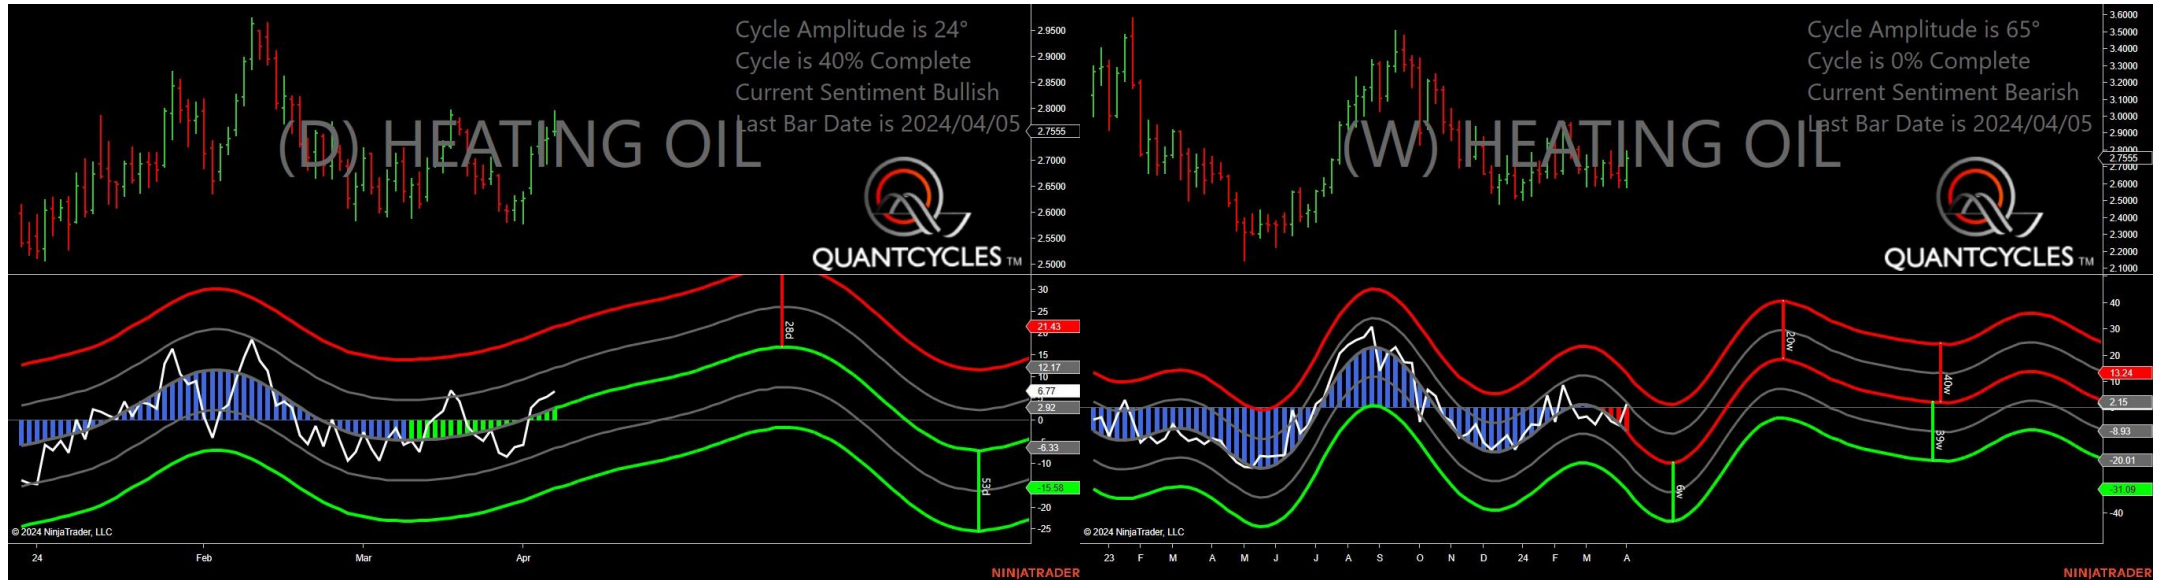 Cycle Amplitude is 24°
Cycle is 40% Complete
Current Sentiment Bullish
Last Bar Date is 2024/04/05
(D) HEATING OIL
QUANTCYCLES TM
2.9500
2.9000
2.8500
2.8000
2.7555
2.7000
2.6500
2.6000
2.5500
2.5000
30
25
21.43
15
12.17
10
6.77
2.92
0
-6.33
-10
-15.58
-20
-25
28d
53d
© 2024 NinjaTrader, LLC
24 Feb Mar Apr
NINJATRADER
Cycle Amplitude is 65°
Cycle is 0% Complete
Current Sentiment Bearish
Last Bar Date is 2024/04/05
(W) HEATING OIL
QUANTCYCLES TM
3.6000
3.5000
3.4000
3.3000
3.2000
3.1000
3.0000
2.9000
2.8000
2.7555
2.7000
2.6000
2.5000
2.4000
2.3000
2.2000
2.1000
40
30
20
13.24
10
2.15
-8.93
-20.01
-31.09
-40
20w
40w
39w
6w
© 2024 NinjaTrader, LLC
23 F M A M J J A S O N D 24 F M A
NINJATRADER